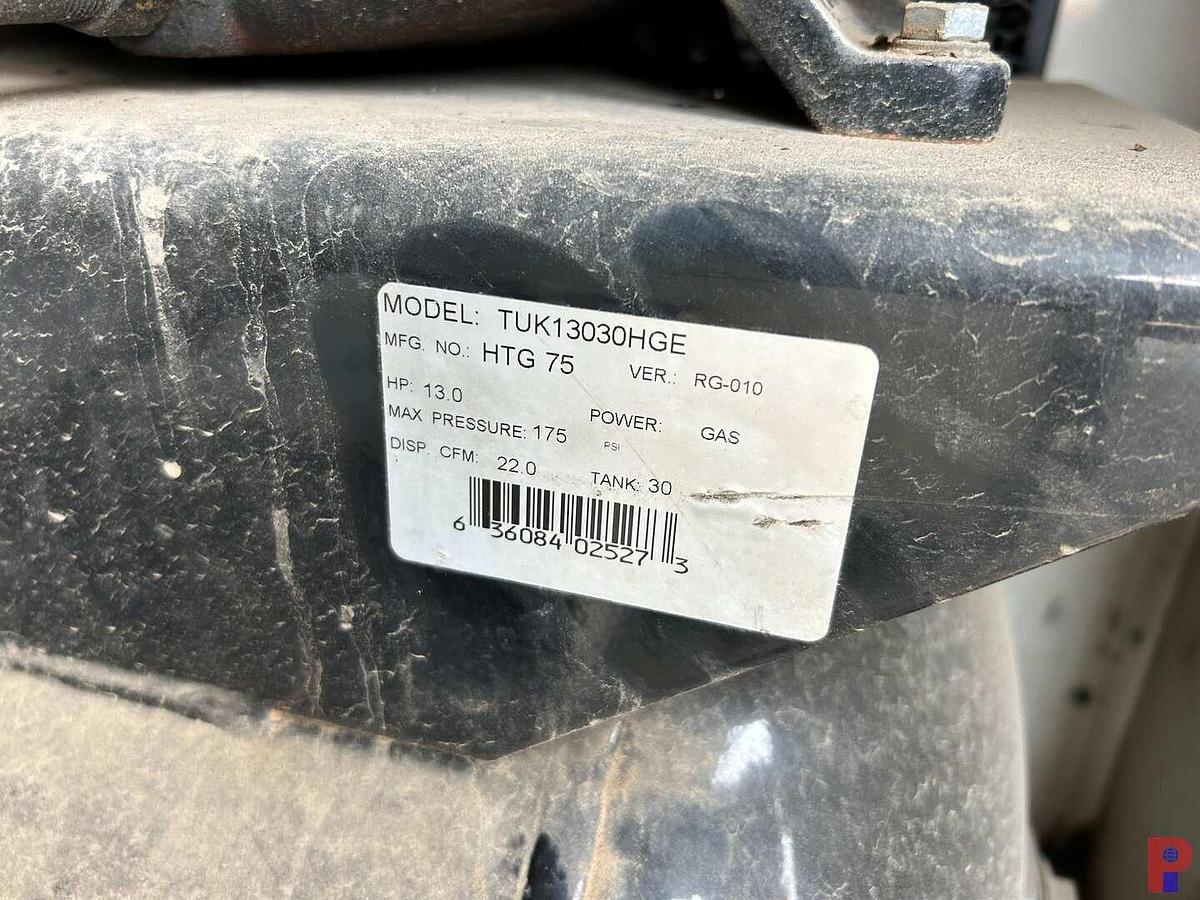 MODEL: TUK13030HGE
MFG. NO.: HTG 75 VER.: RG-010
HP: 13.0 POWER: GAS
MAX PRESSURE: 175 PSI
DISP. CFM: 22.0 TANK: 30
6 36084 02527 3
Pi